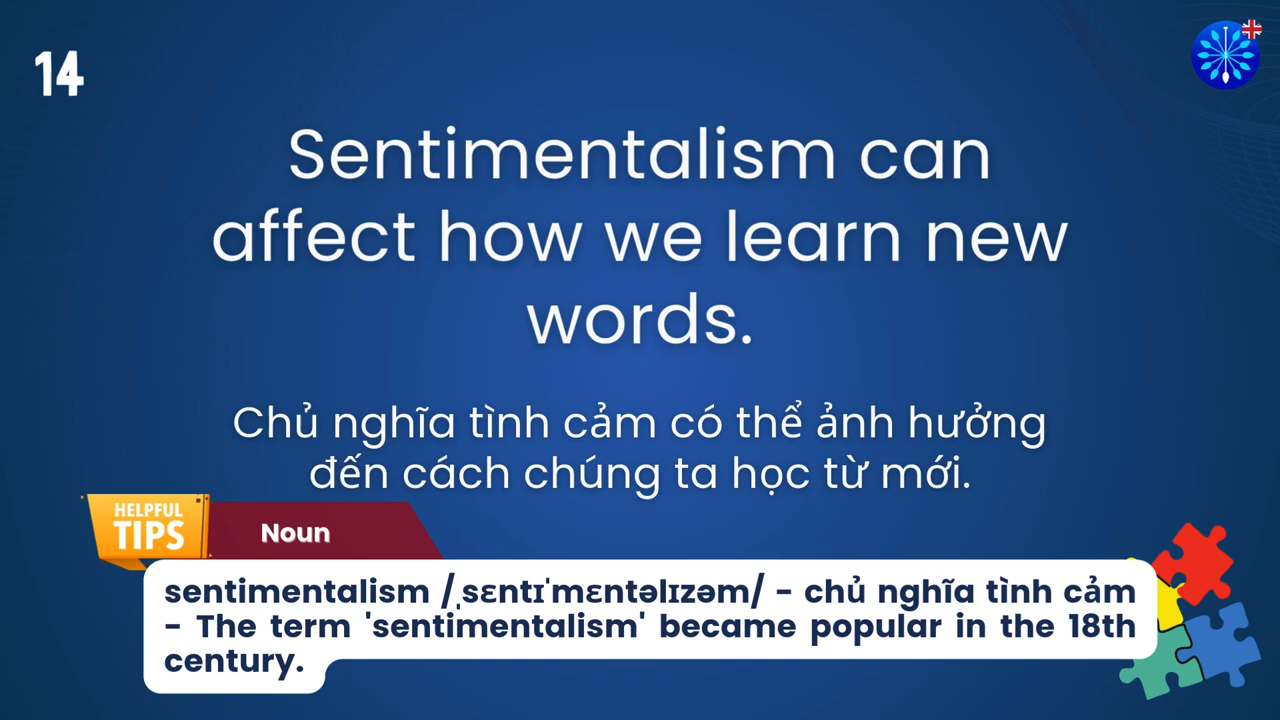 14
Sentimentalism can
affect how we learn new
words.
Chủ nghĩa tình cảm có thể ảnh hưởng
đến cách chúng ta học từ mới.
HELPFUL
TIPS
Noun
sentimentalism /ˌsɛntɪˈmɛntəlɪzəm/ - chủ nghĩa tình cảm
- The term 'sentimentalism' became popular in the 18th
century.